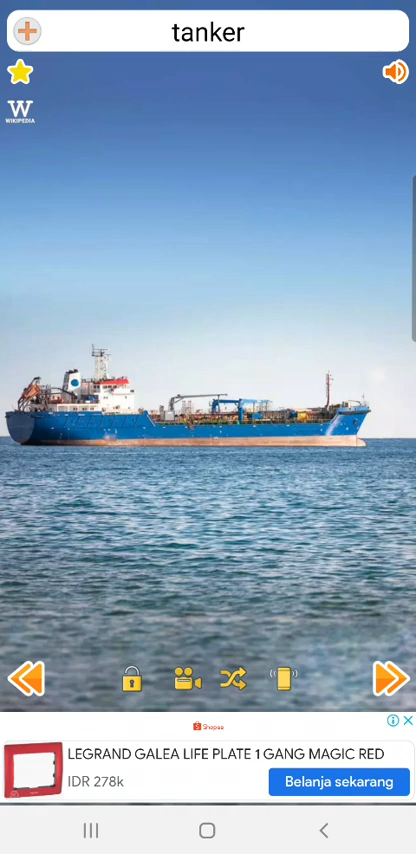 tanker
W
WIKIPEDIA
Shopee
LEGRAND GALEA LIFE PLATE 1 GANG MAGIC RED
IDR 278k
Belanja sekarang